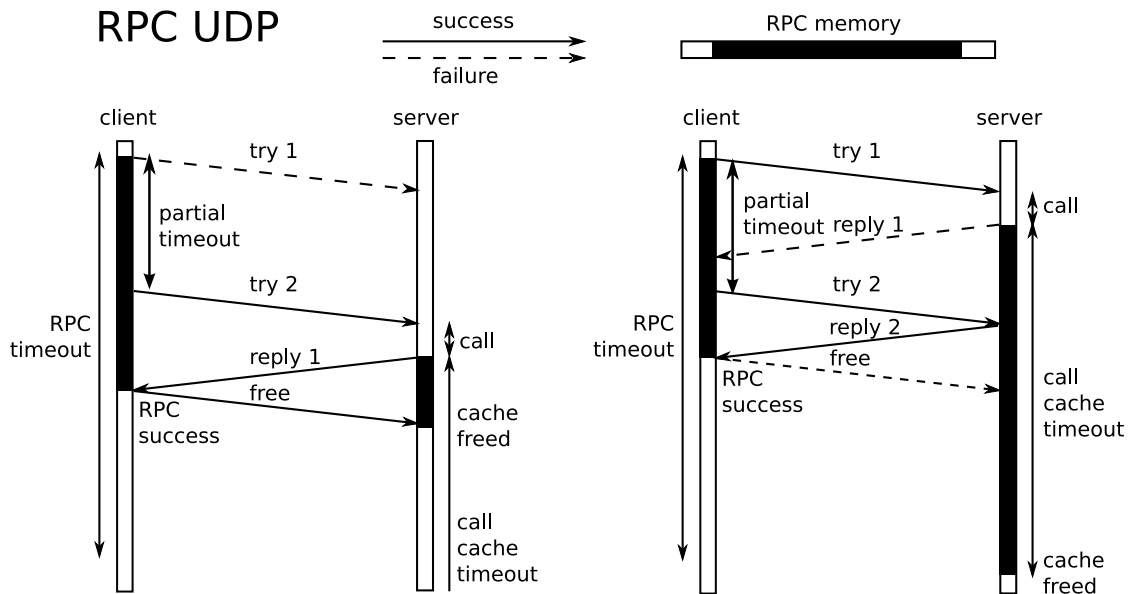 RPC UDP
success
failure
RPC memory
client
server
try 1
partial
timeout
try 2
RPC
timeout
call
reply 1
free
RPC
success
cache
freed
call
cache
timeout
client
server
try 1
call
partial
timeout
reply 1
try 2
RPC
timeout
reply 2
free
RPC
success
call
cache
timeout
cache
freed